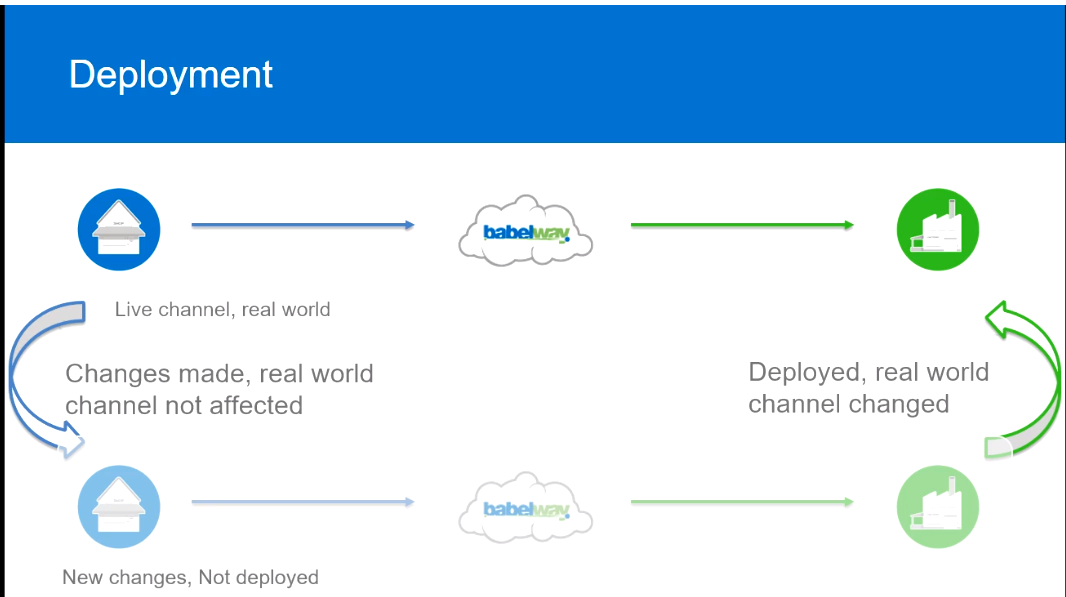 Deployment
babelway
Live channel, real world
Changes made, real world
channel not affected
Deployed, real world
channel changed
babelway
New changes, Not deployed